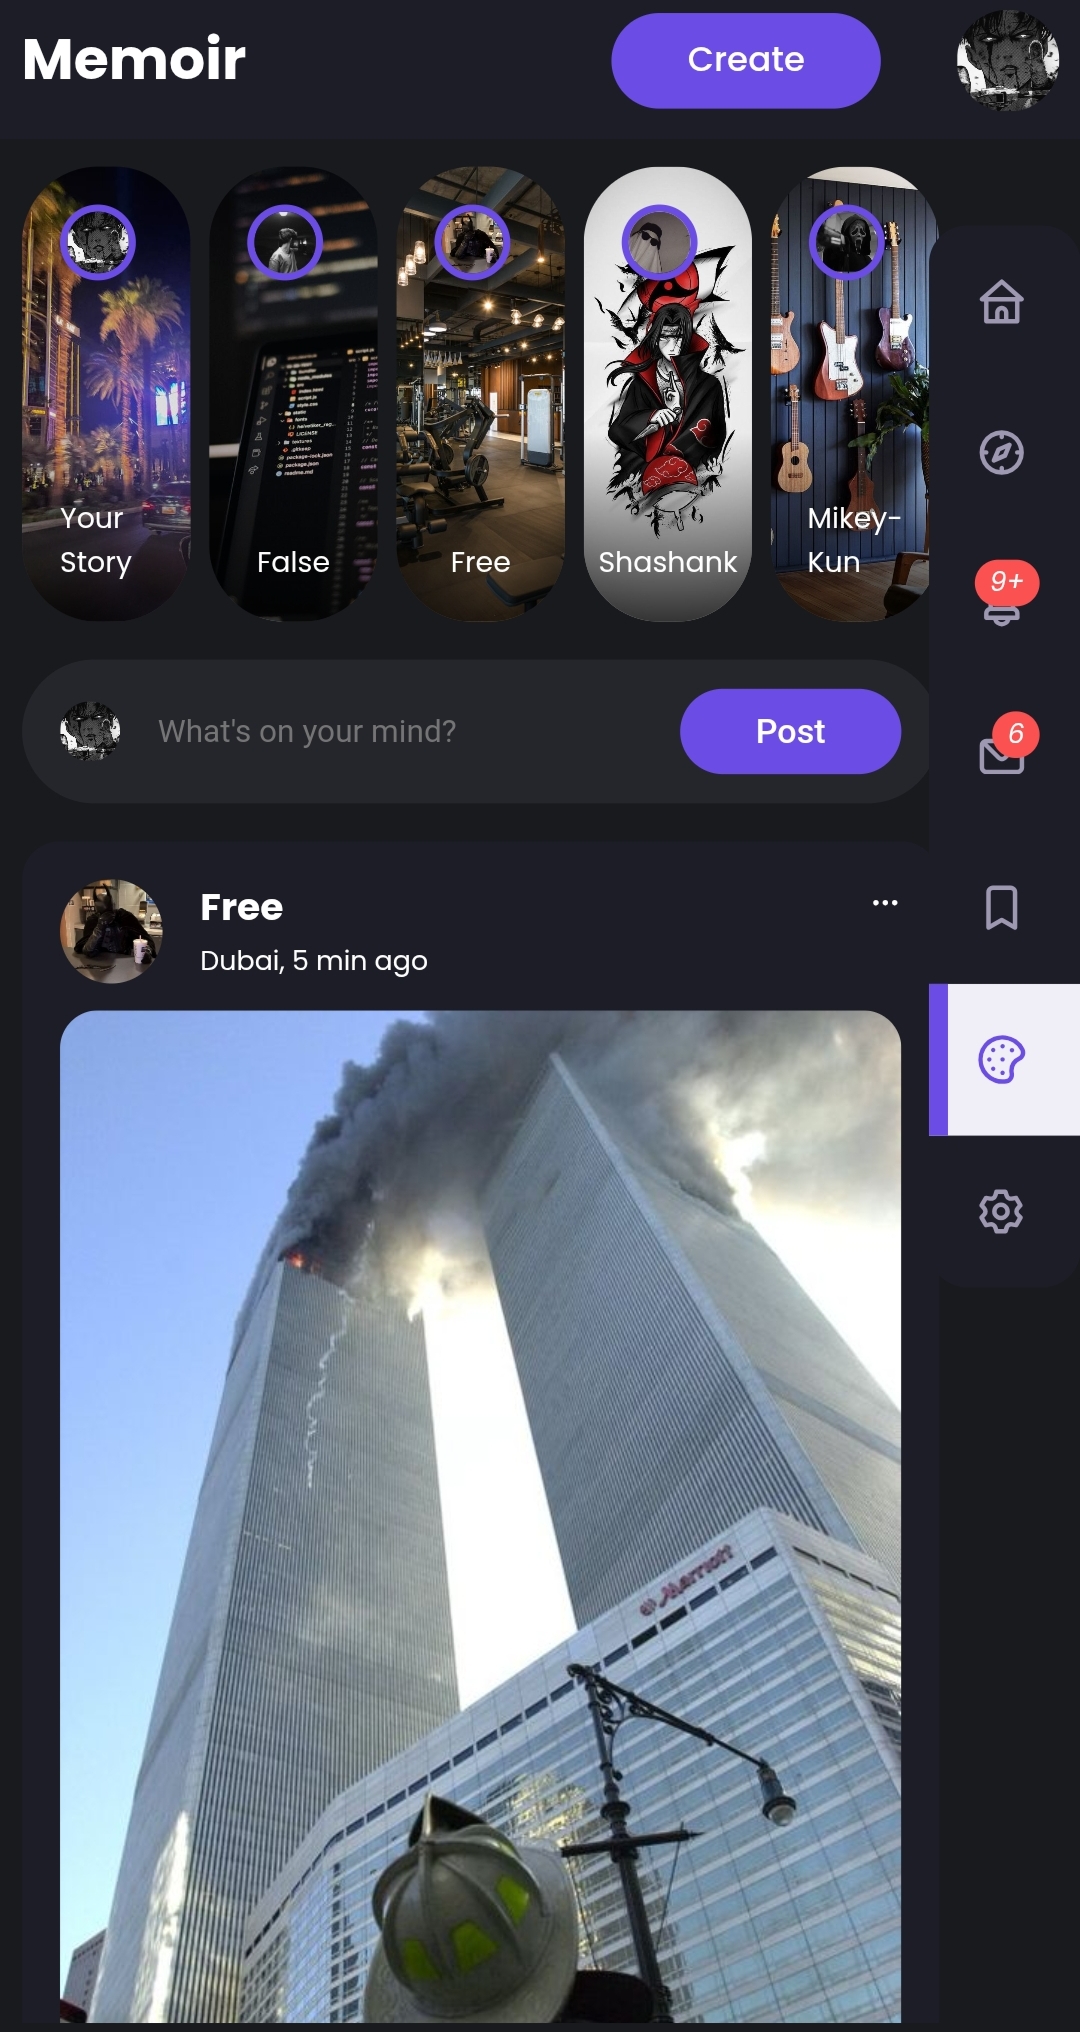 Memoir
Create
Your
Story
False
Free
Shashank
Mikey-
Kun
9+
What's on your mind?
Post
6
Free
Dubai, 5 min ago
Marriott